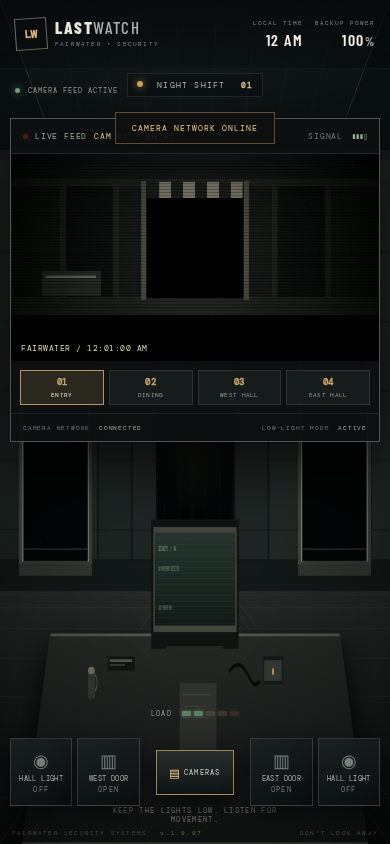 LW
LASTWATCH
FAIRWATER • SECURITY
LOCAL TIME
12 AM
BACKUP POWER
100%
CAMERA FEED ACTIVE
NIGHT SHIFT 01
CAMERA NETWORK ONLINE
LIVE FEED CAM
SIGNAL
FAIRWATER / 12:01:00 AM
01
ENTRY
02
DINING
03
WEST HALL
04
EAST HALL
CAMERA NETWORK CONNECTED
LOW-LIGHT MODE ACTIVE
LOAD
HALL LIGHT
OFF
WEST DOOR
OPEN
CAMERAS
EAST DOOR
OPEN
HALL LIGHT
OFF
KEEP THE LIGHTS LOW. LISTEN FOR
MOVEMENT.
FAIRWATER SECURITY SYSTEMS v.1.9.97
DON'T LOOK AWAY